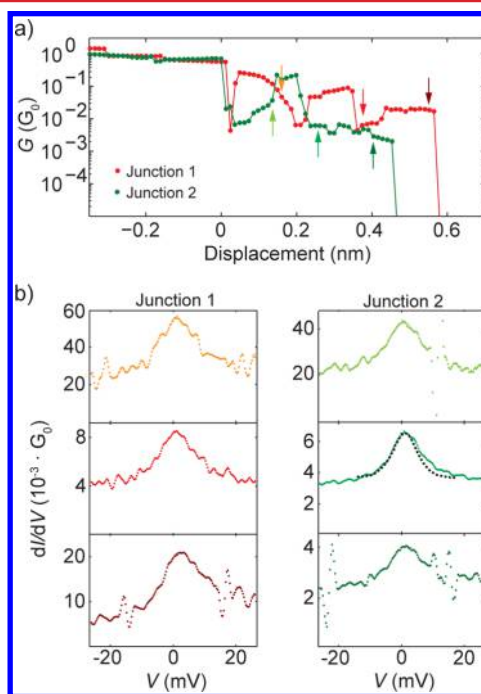 a)
G (G₀)
10⁰
10⁻¹
10⁻²
10⁻³
10⁻⁴
Junction 1
Junction 2
−0.2 0 0.2 0.4 0.6
Displacement (nm)
b)
Junction 1 Junction 2
dI/dV (10⁻³ · G₀)
60
40
20
40
20
8
4
6
4
2
20
10
4
2
-20 0 20 -20 0 20
V (mV) V (mV)